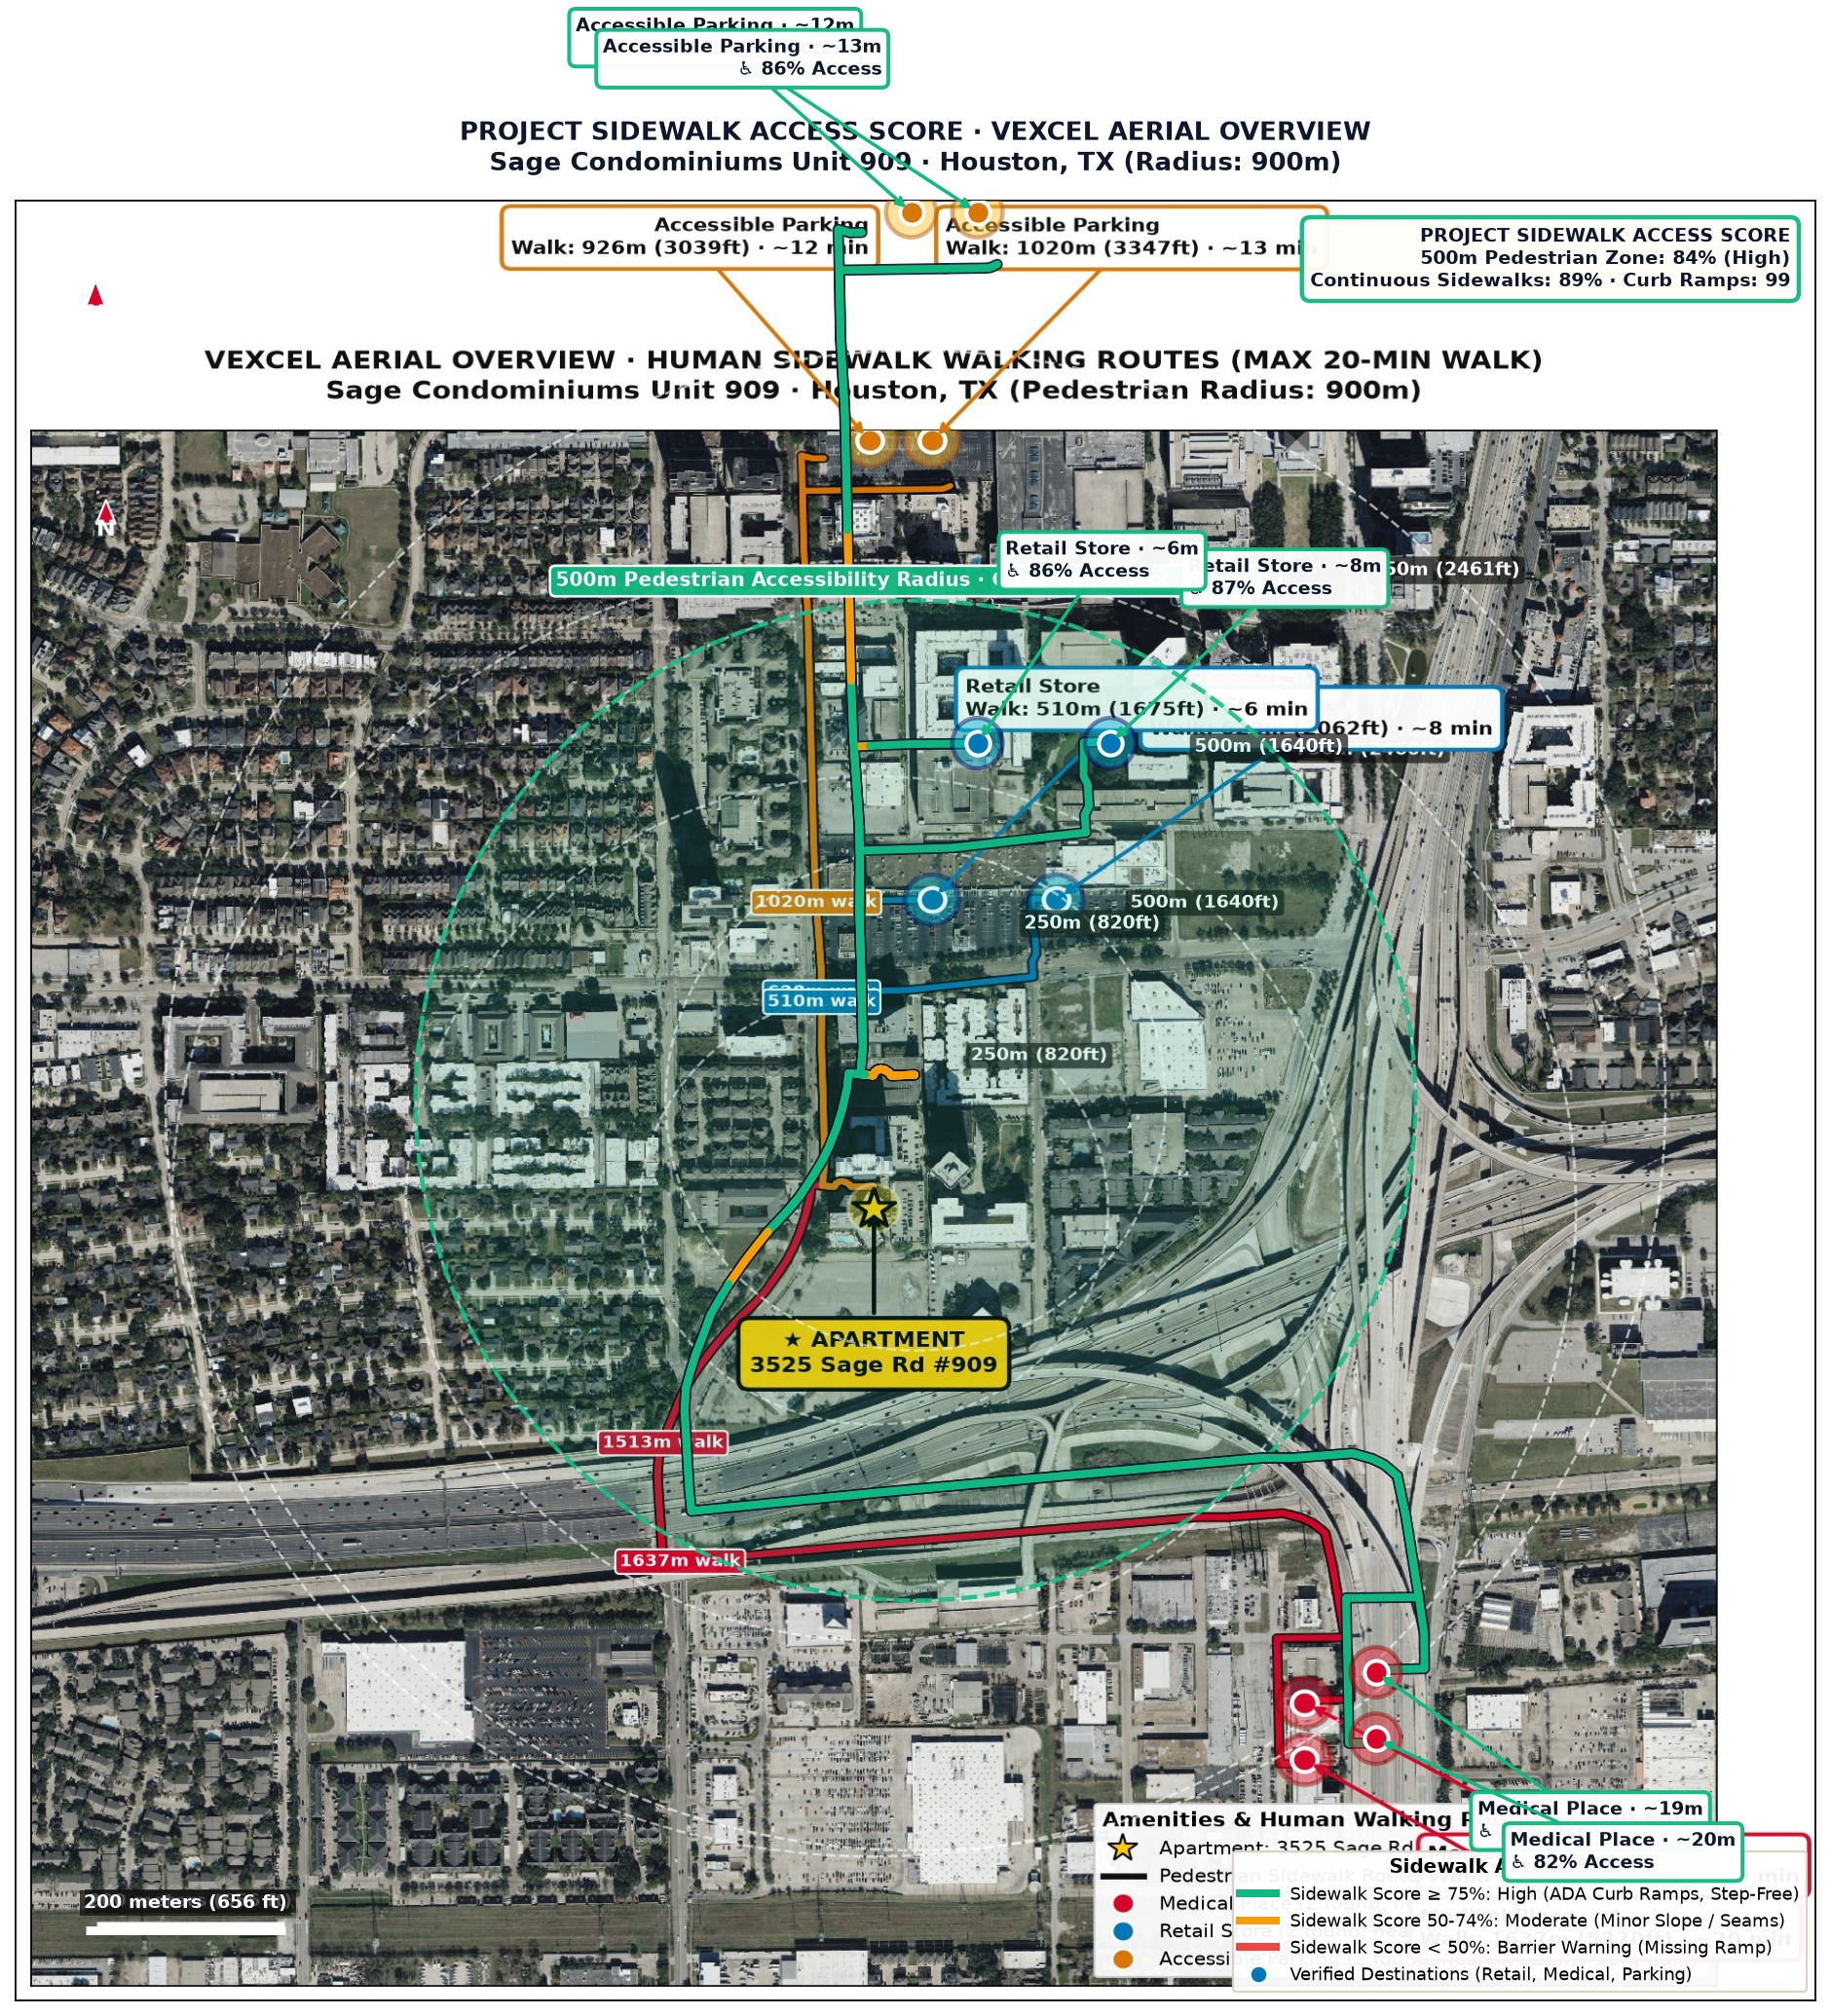 Accessible Parking · ~12m
Accessible Parking · ~13m
♿ 86% Access
PROJECT SIDEWALK ACCESS SCORE · VEXCEL AERIAL OVERVIEW
Sage Condominiums Unit 909 · Houston, TX (Radius: 900m)
Accessible Parking
Walk: 926m (3039ft) · ~12 min
Accessible Parking
Walk: 1020m (3347ft) · ~13 min
PROJECT SIDEWALK ACCESS SCORE
500m Pedestrian Zone: 84% (High)
Continuous Sidewalks: 89% · Curb Ramps: 99
VEXCEL AERIAL OVERVIEW · HUMAN SIDEWALK WALKING ROUTES (MAX 20-MIN WALK)
Sage Condominiums Unit 909 · Houston, TX (Pedestrian Radius: 900m)
N
Retail Store · ~6m
♿ 86% Access
Retail Store · ~8m
87% Access
50m (2461ft)
500m Pedestrian Accessibility Radius ·
Retail Store
Walk: 510m (1675ft) · ~6 min
062ft) · ~8 min
500m (1640ft)
1020m walk
500m (1640ft)
250m (820ft)
510m walk
250m (820ft)
★ APARTMENT
3525 Sage Rd #909
1513m walk
1637m walk
Medical Place · ~19m
♿
Medical Place · ~20m
♿ 82% Access
Amenities & Human Walking
Apartment: 3525 Sage Rd
Pedestrian Sidewalk
Medical Place
Retail Store
Sidewalk
Sidewalk Score ≥ 75%: High (ADA Curb Ramps, Step-Free)
Sidewalk Score 50-74%: Moderate (Minor Slope / Seams)
Sidewalk Score < 50%: Barrier Warning (Missing Ramp)
Verified Destinations (Retail, Medical, Parking)
200 meters (656 ft)